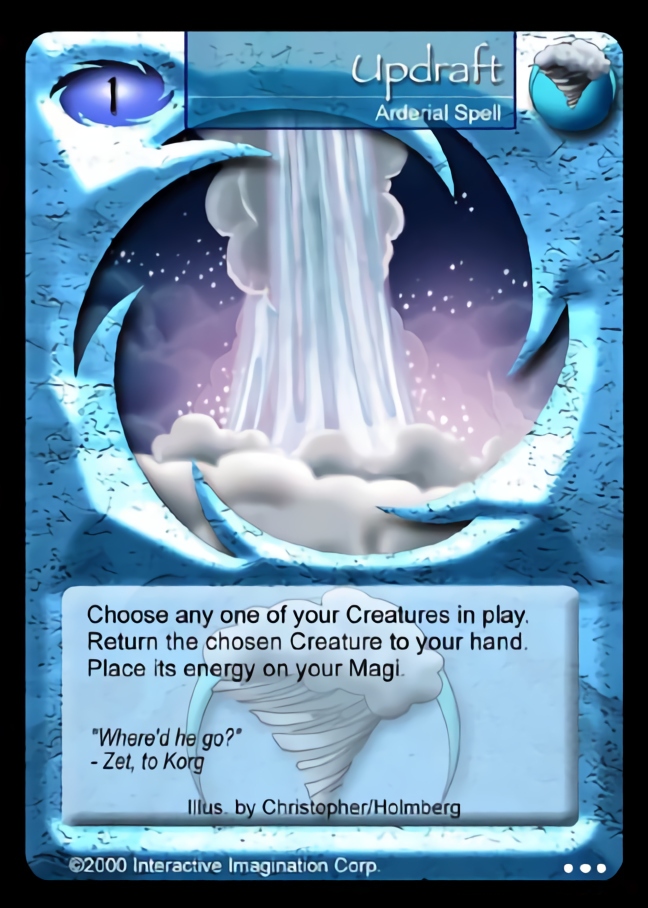 1
Updraft
Arderial Spell
Choose any one of your Creatures in play.
Return the chosen Creature to your hand.
Place its energy on your Magi.
"Where'd he go?"
- Zet, to Korg
Illus. by Christopher/Holmberg
©2000 Interactive Imagination Corp.